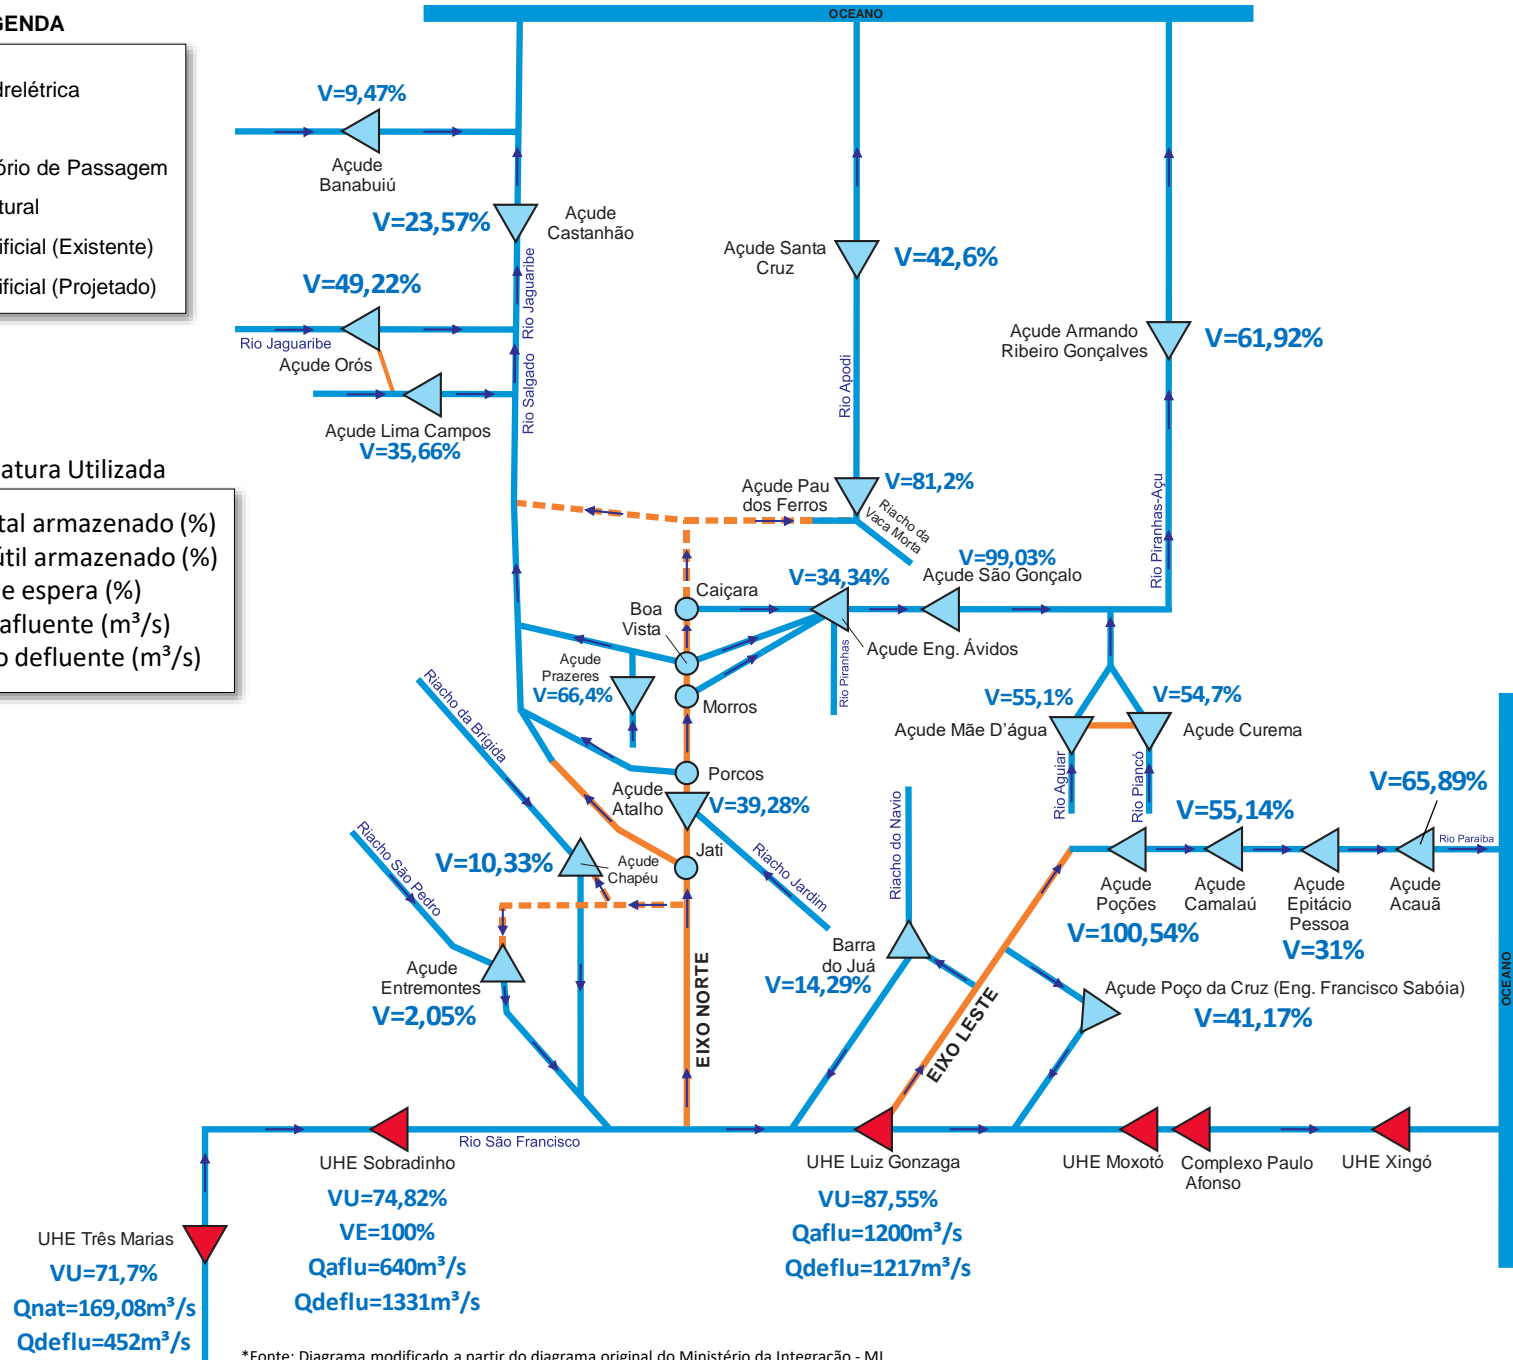 OCEANO
GENDA
drelétrica
ório de Passagem
tural
ificial (Existente)
ificial (Projetado)
V=9,47%
Açude
Banabuiú
V=23,57%
Açude
Castanhão
Rio Jaguaribe
V=49,22%
Rio Jaguaribe
Açude Orós
Rio Salgado
Açude Lima Campos
V=35,66%
Açude Santa
Cruz
V=42,6%
Rio Apodi
Açude Armando
Ribeiro Gonçalves
V=61,92%
Rio Piranhas-Açu
atura Utilizada
tal armazenado (%)
útil armazenado (%)
e espera (%)
afluente (m³/s)
o defluente (m³/s)
Açude Pau
dos Ferros
V=81,2%
Riacho da
Vaca Morta
V=99,03%
Açude São Gonçalo
V=34,34%
Açude Eng. Ávidos
Rio Piranhas
Caiçara
Boa
Vista
Morros
Açude
Prazeres
V=66,4%
Porcos
Açude
Atalho
V=39,28%
Jati
Riacho Jardim
Riacho da Brígida
Riacho São Pedro
V=10,33%
Açude
Chapéu
Açude
Entremontes
V=2,05%
EIXO NORTE
V=55,1%
V=54,7%
Açude Mãe D’água
Açude Curema
Rio Aguiar
Rio Piancó
V=65,89%
V=55,14%
Rio Paraíba
Açude
Poções
V=100,54%
Açude
Camalaú
Açude
Epitácio
Pessoa
V=31%
Açude
Acauã
Riacho do Navio
Barra
do Juá
V=14,29%
EIXO LESTE
Açude Poço da Cruz (Eng. Francisco Sabóia)
V=41,17%
OCEANO
Rio São Francisco
UHE Sobradinho
VU=74,82%
VE=100%
Qaflu=640m³/s
Qdeflu=1331m³/s
UHE Luiz Gonzaga
VU=87,55%
Qaflu=1200m³/s
Qdeflu=1217m³/s
UHE Moxotó
Complexo Paulo
Afonso
UHE Xingó
UHE Três Marias
VU=71,7%
Qnat=169,08m³/s
Qdeflu=452m³/s
*Fonte: Diagrama modificado a partir do diagrama original do Ministério da Integração - MI